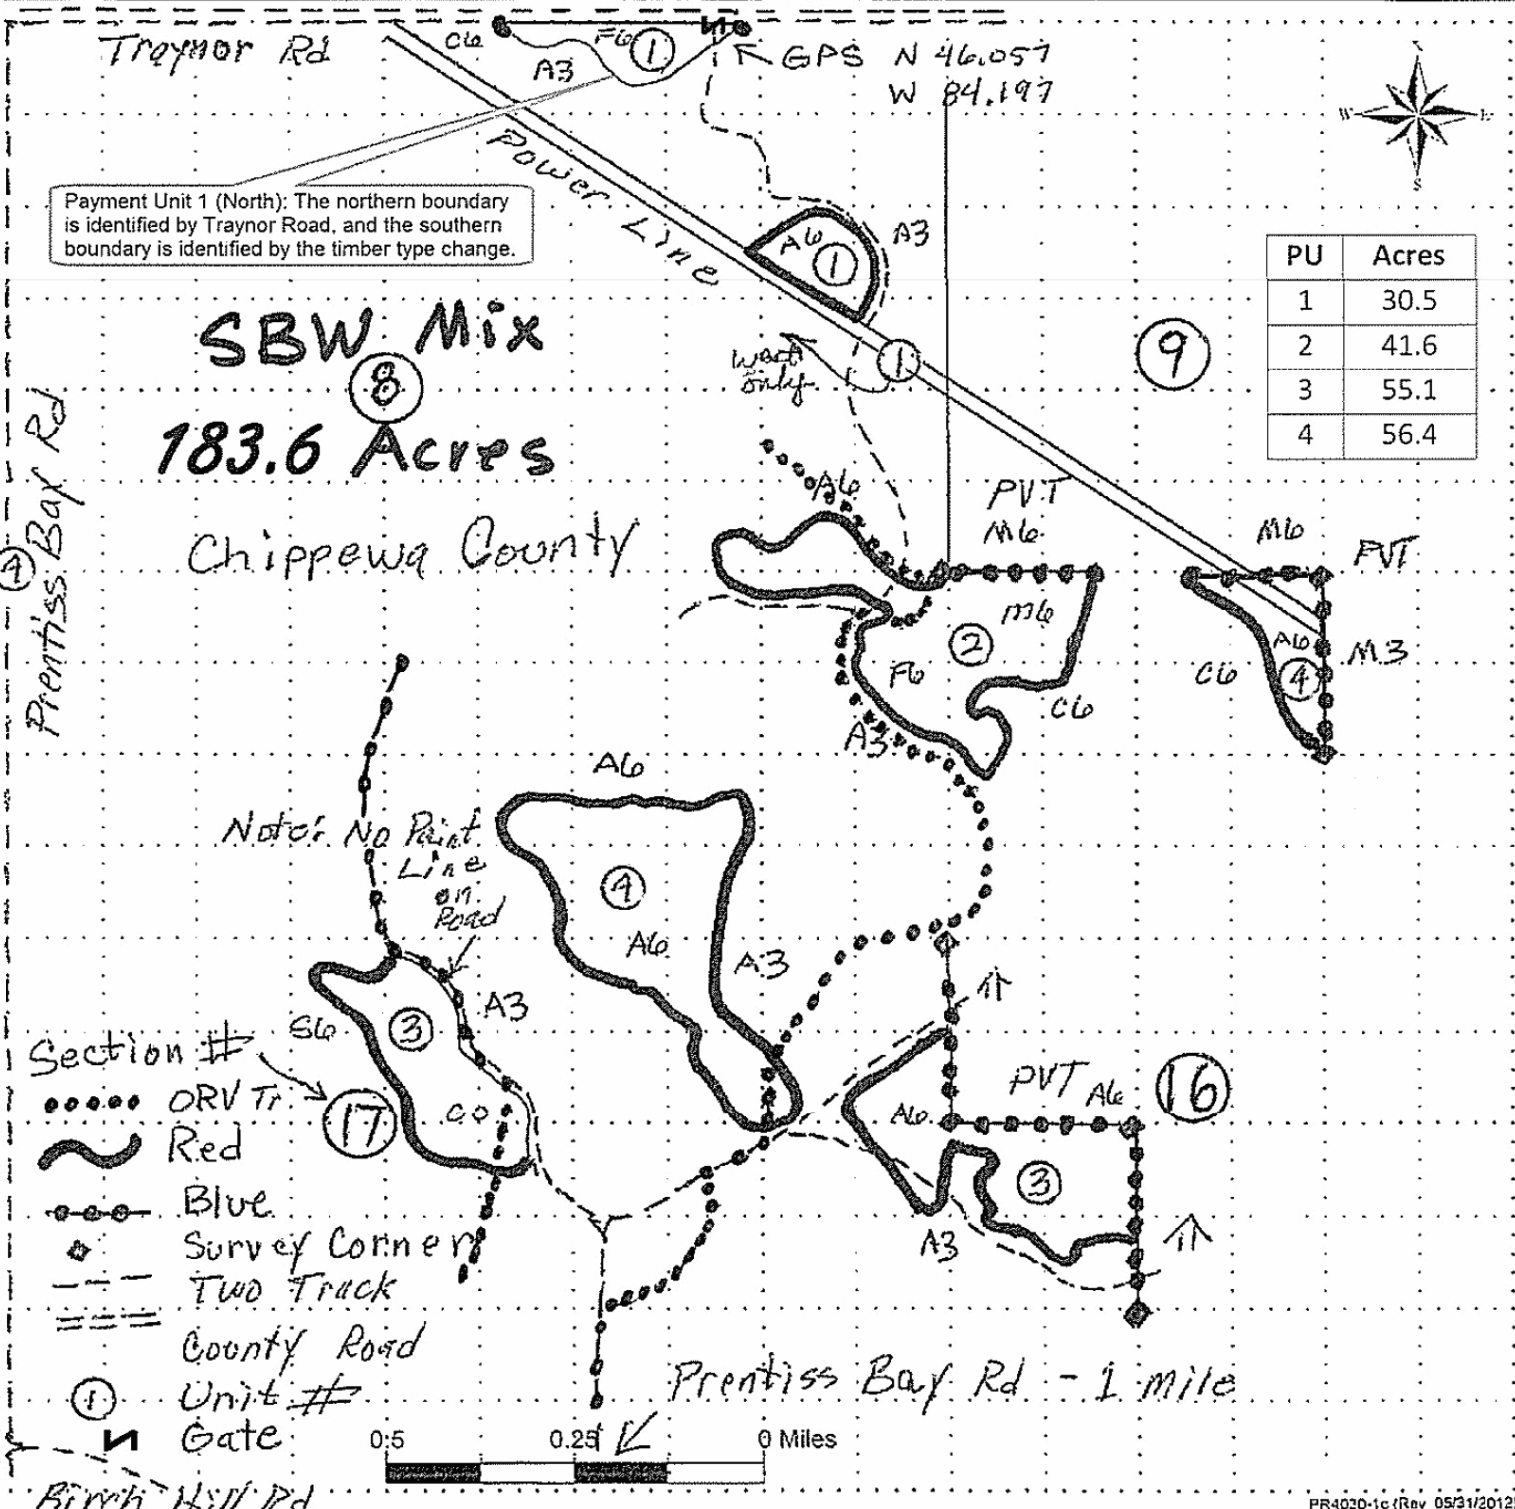 Traynor Rd
C6
F6
1
A3
GPS N 46.057
W 84.197
N
W
E
S
Power Line
Payment Unit 1 (North): The northern boundary
is identified by Traynor Road, and the southern
boundary is identified by the timber type change.
A6
1
A3
PU Acres
1 30.5
2 41.6
3 55.1
4 56.4
SBW Mix
8
183.6 Acres
Chippewa County
4
Prentiss Bay Rd
West
only
1
9
A6
PVT
M6
M6
PVT
M6
2
F6
C6
A3
A6
4
C6
M3
A6
Note: No Paint
Line
on
Road
4
A6
A3
3
S6
A3
CO
Section #
17
ORV Tr.
Red
Blue
Survey Corner
Two Track
County Road
1 Unit #
Gate
PVT
A6
16
A6
3
A3
Prentiss Bay Rd - 1 mile
0.5 0.25 0 Miles
Birch Hill Rd
PR4030-1c (Rev 05/31/2012)